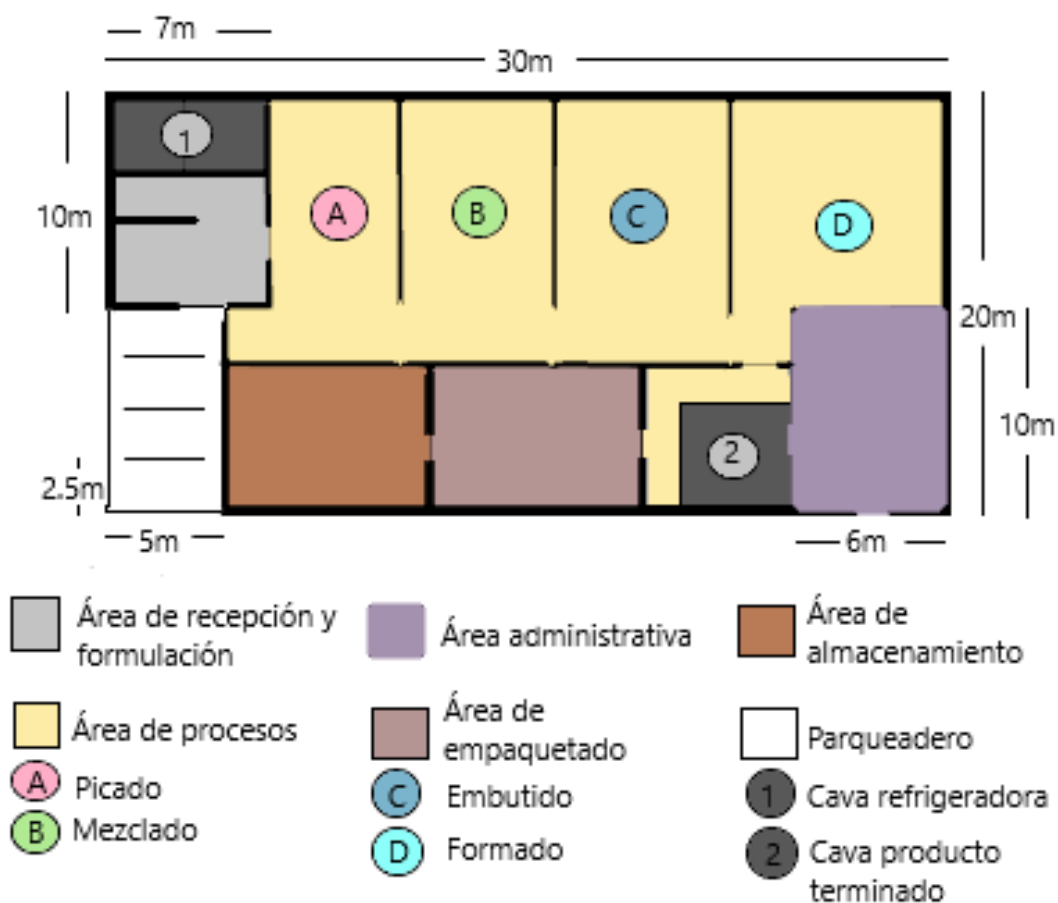 7m
30m
1
10m
A
B
C
D
20m
10m
2
2.5m
5m
6m
Área de recepción y
formulación
Área administrativa
Área de
almacenamiento
Área de procesos
Área de
empaquetado
Parqueadero
A Picado
C Embutido
1 Cava refrigeradora
B Mezclado
D Formado
2 Cava producto
terminado